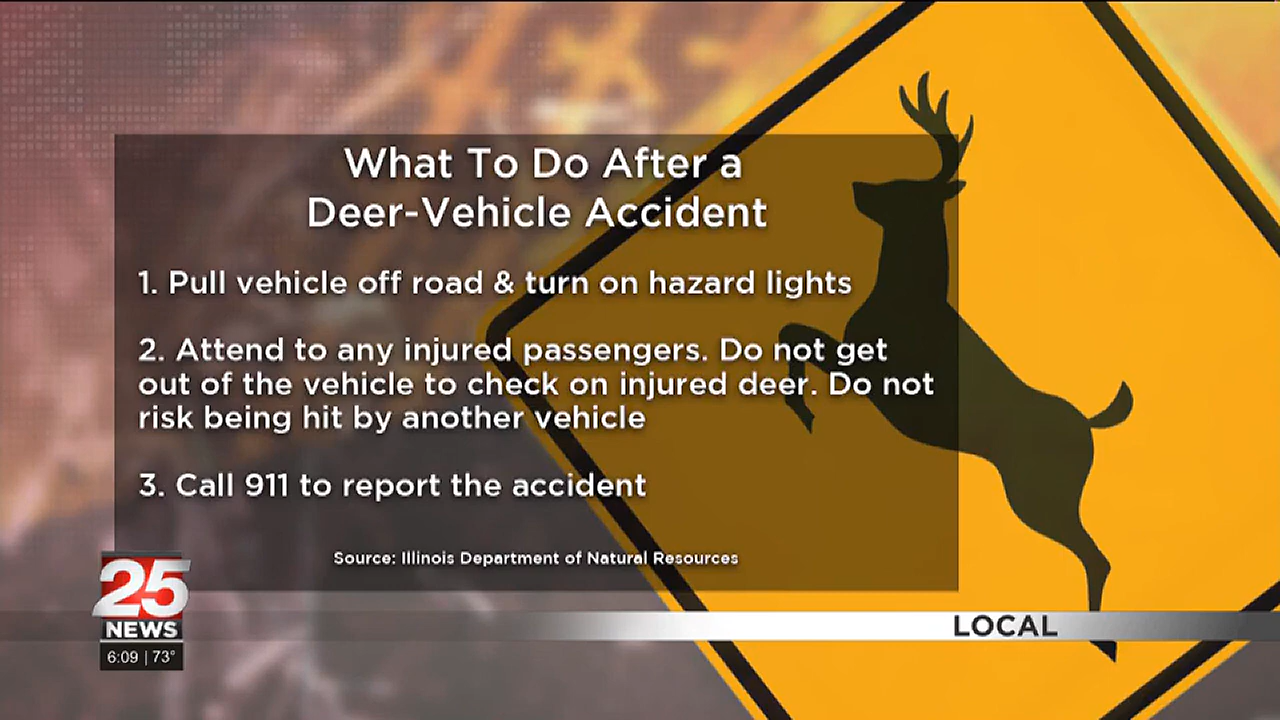 What To Do After a
Deer-Vehicle Accident
1. Pull vehicle off road & turn on hazard lights
2. Attend to any injured passengers. Do not get
out of the vehicle to check on injured deer. Do not
risk being hit by another vehicle
3. Call 911 to report the accident
Source: Illinois Department of Natural Resources
25
NEWS
6:09 | 73°
LOCAL